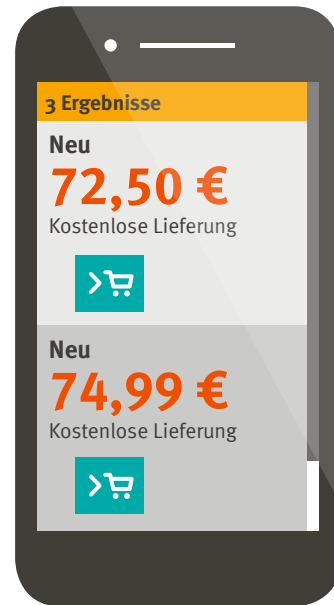 3 Ergebnisse
Neu
72,50 €
Kostenlose Lieferung
Neu
74,99 €
Kostenlose Lieferung